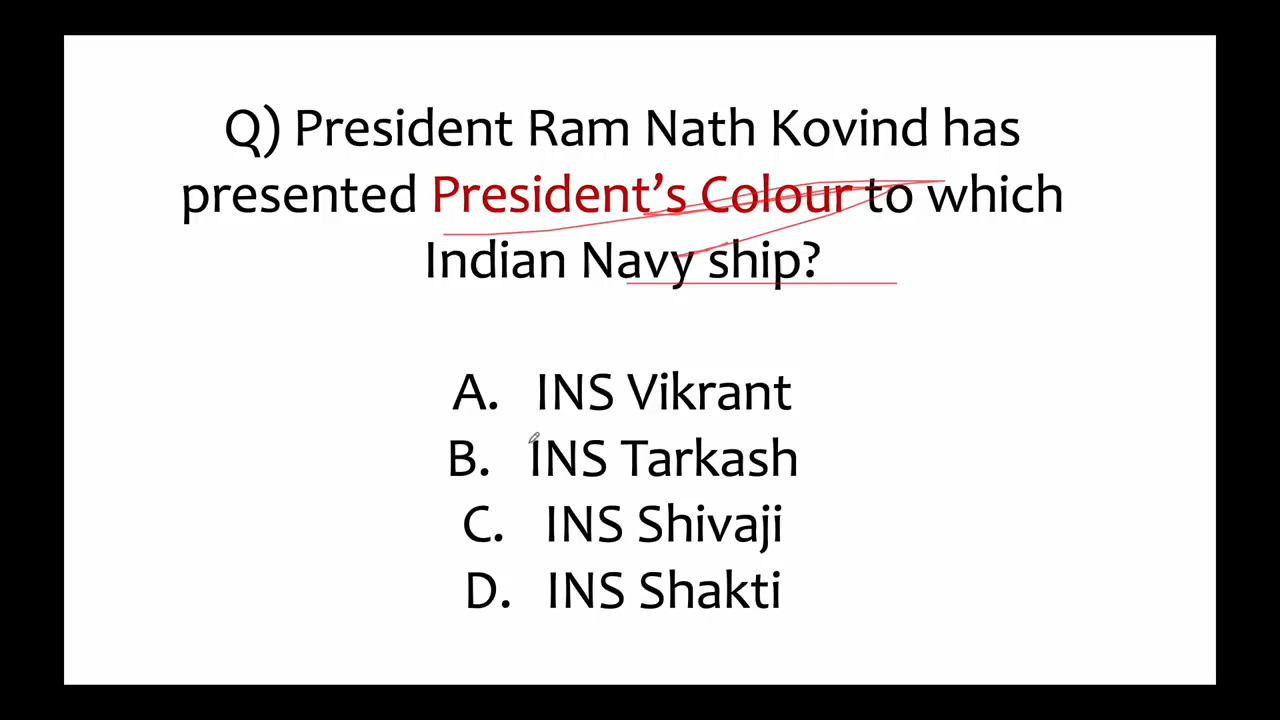 Q) President Ram Nath Kovind has
presented President's Colour to which
Indian Navy ship?
A. INS Vikrant
B. INS Tarkash
C. INS Shivaji
D. INS Shakti